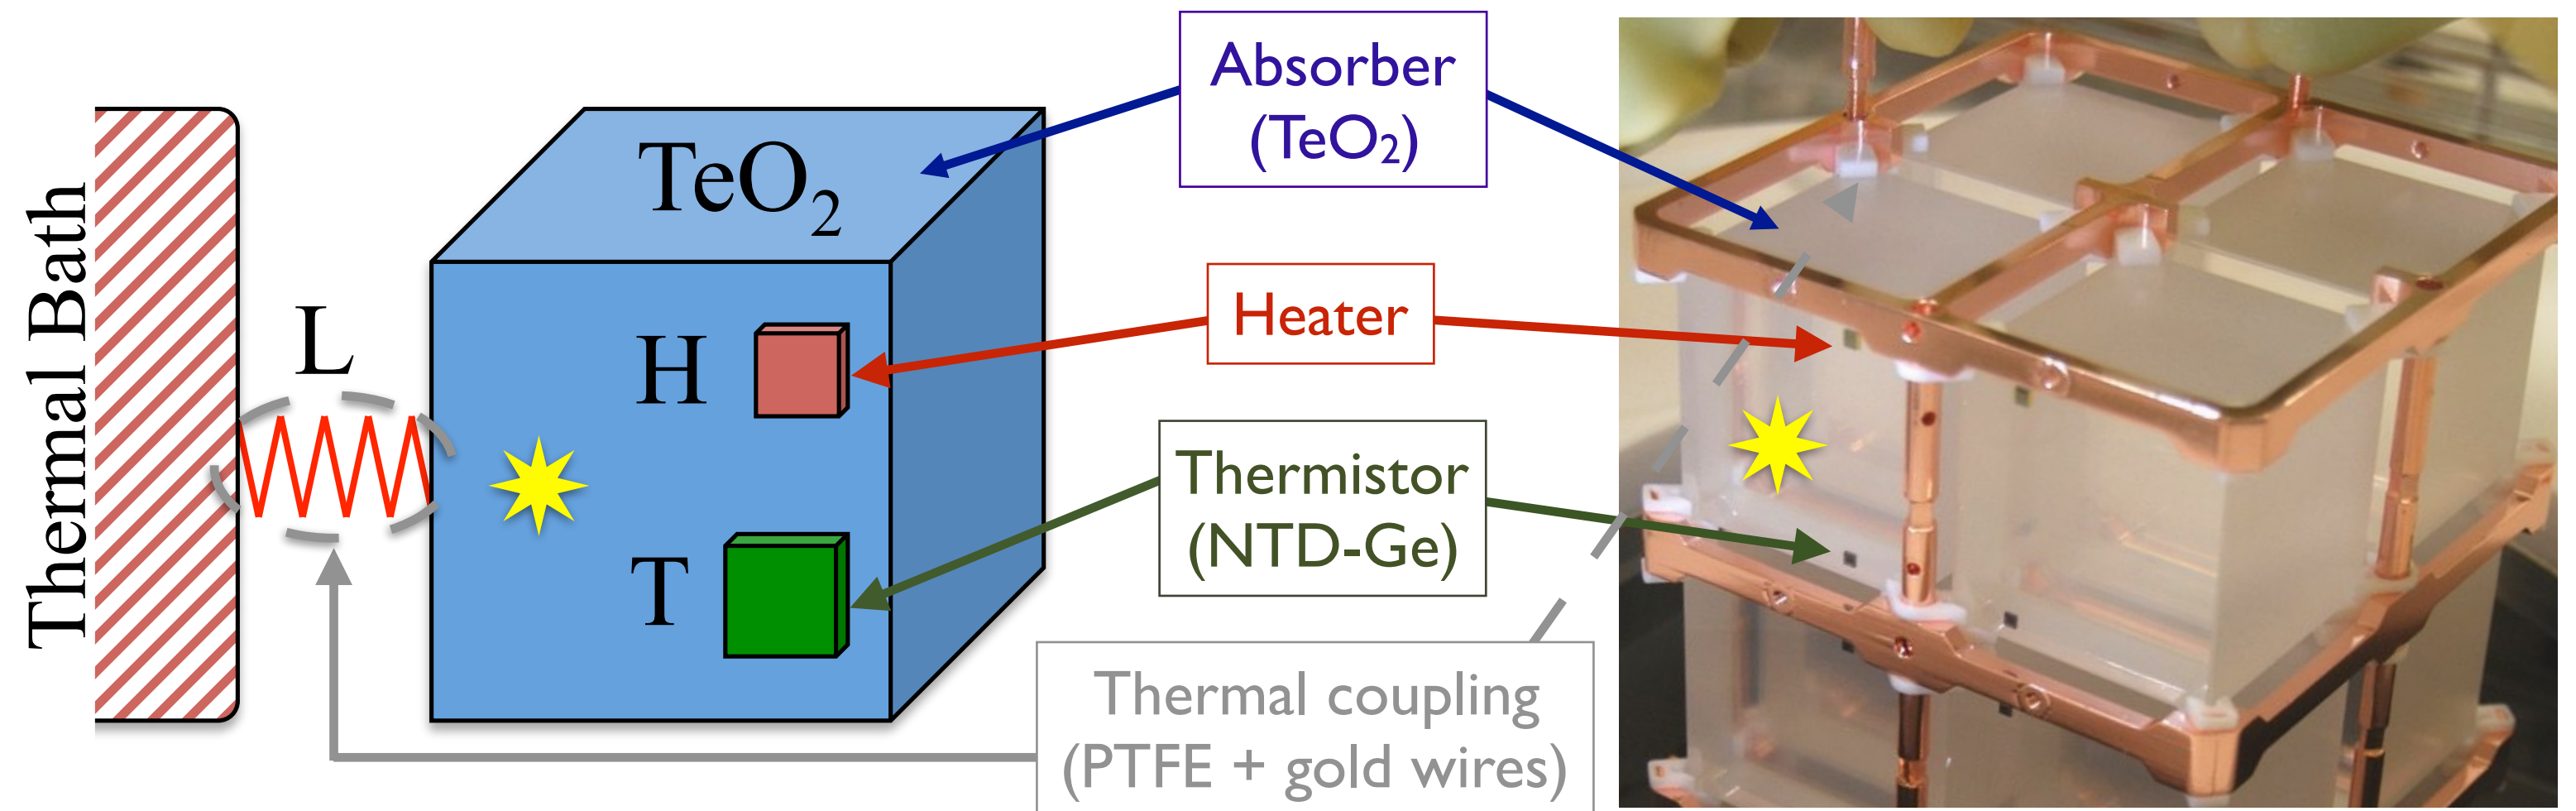 Thermal Bath
L
TeO₂
H
T
Absorber
(TeO₂)
Heater
Thermistor
(NTD-Ge)
Thermal coupling
(PTFE + gold wires)